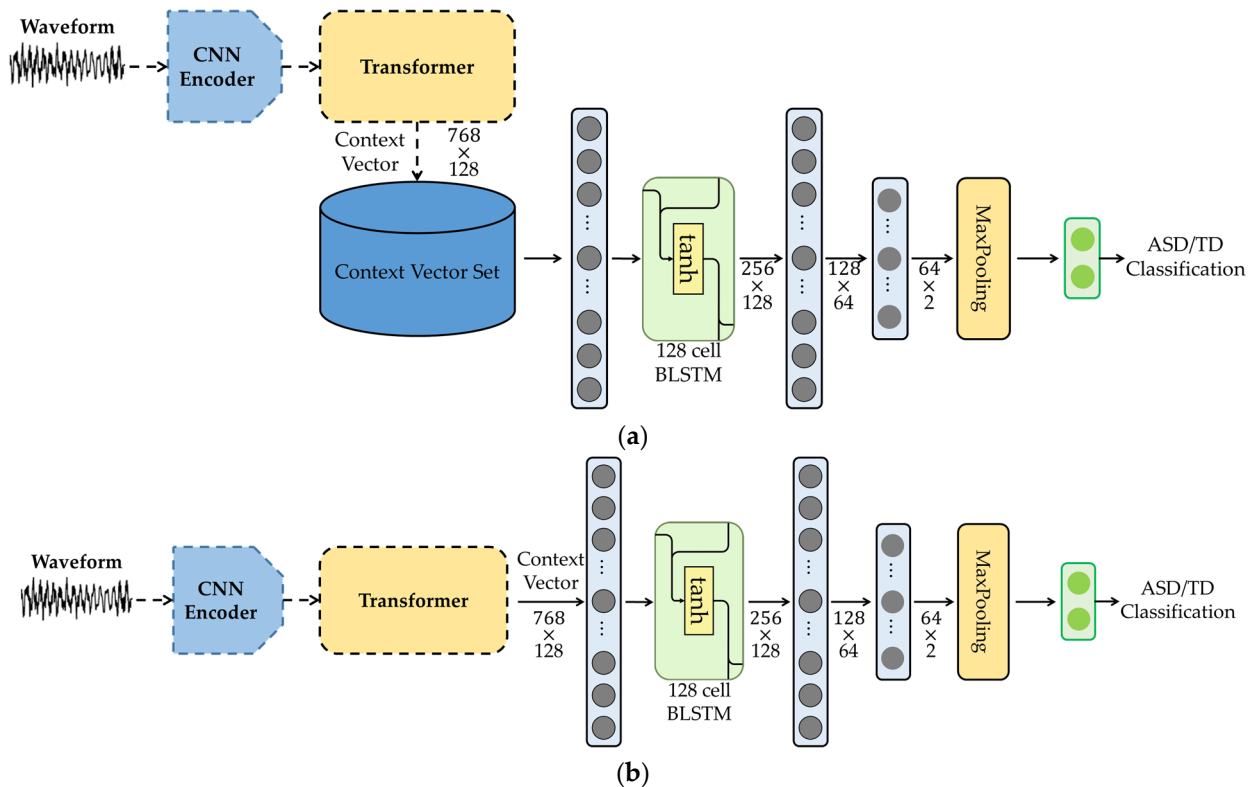 Waveform
CNN
Encoder
Transformer
Context
Vector
768
×
128
Context Vector Set
tanh
128 cell
BLSTM
256
×
128
128
×
64
64
×
2
MaxPooling
ASD/TD
Classification
(a)
Waveform
CNN
Encoder
Transformer
Context
Vector
768
×
128
tanh
128 cell
BLSTM
256
×
128
128
×
64
64
×
2
MaxPooling
ASD/TD
Classification
(b)